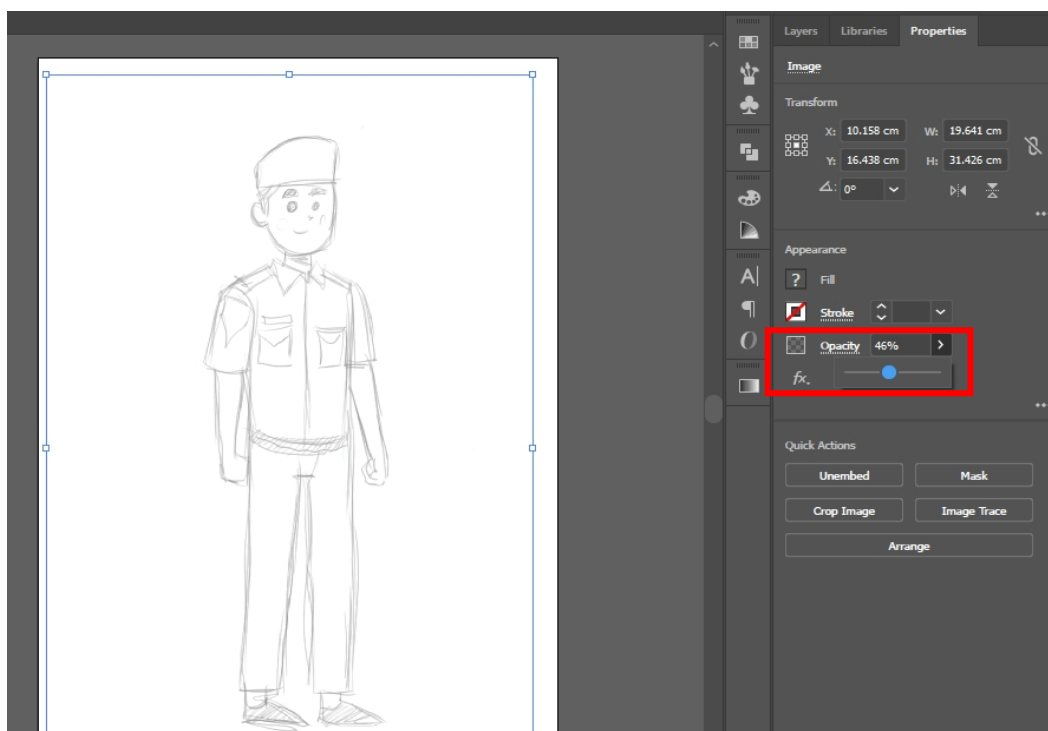 Layers Libraries Properties
Image
Transform
X: 10.158 cm W: 19.641 cm
Y: 16.438 cm H: 31.426 cm
0°
Appearance
? Fill
Stroke
Opacity 46%
fx.
Quick Actions
Unembed Mask
Crop Image Image Trace
Arrange
A
¶
O